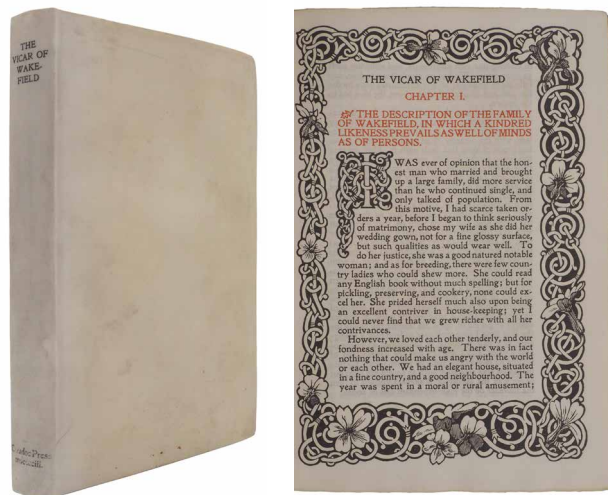 THE
VICAR OF
WAKE-
FIELD
Press
THE VICAR OF WAKEFIELD
CHAPTER I.
THE DESCRIPTION OF THE FAMILY
OF WAKEFIELD, IN WHICH A KINDRED
LIKENESS PREVAILS AS WELL OF MINDS
AS OF PERSONS.
I WAS ever of opinion that the hon-
est man who married and brought
up a large family, did more service
than he who continued single, and
only talked of population. From
this motive, I had scarce taken or-
ders a year, before I began to think seriously
of matrimony, chose my wife as she did her
wedding gown, not for a fine glossy surface,
but such qualities as would wear well. To
do her justice, she was a good natured notable
woman; and as for breeding, there were few coun-
try ladies who could shew more. She could read
any English book without much spelling; but for
pickling, preserving, and cookery, none could ex-
cel her. She prided herself much also upon being
an excellent contriver in house-keeping; yet I
could never find that we grew richer with all her
contrivances.
However, we loved each other tenderly, and our
fondness increased with age. There was in fact
nothing that could make us angry with the world
or each other. We had an elegant house, situated
in a fine country, and a good neighbourhood. The
year was spent in a moral or rural amusement;